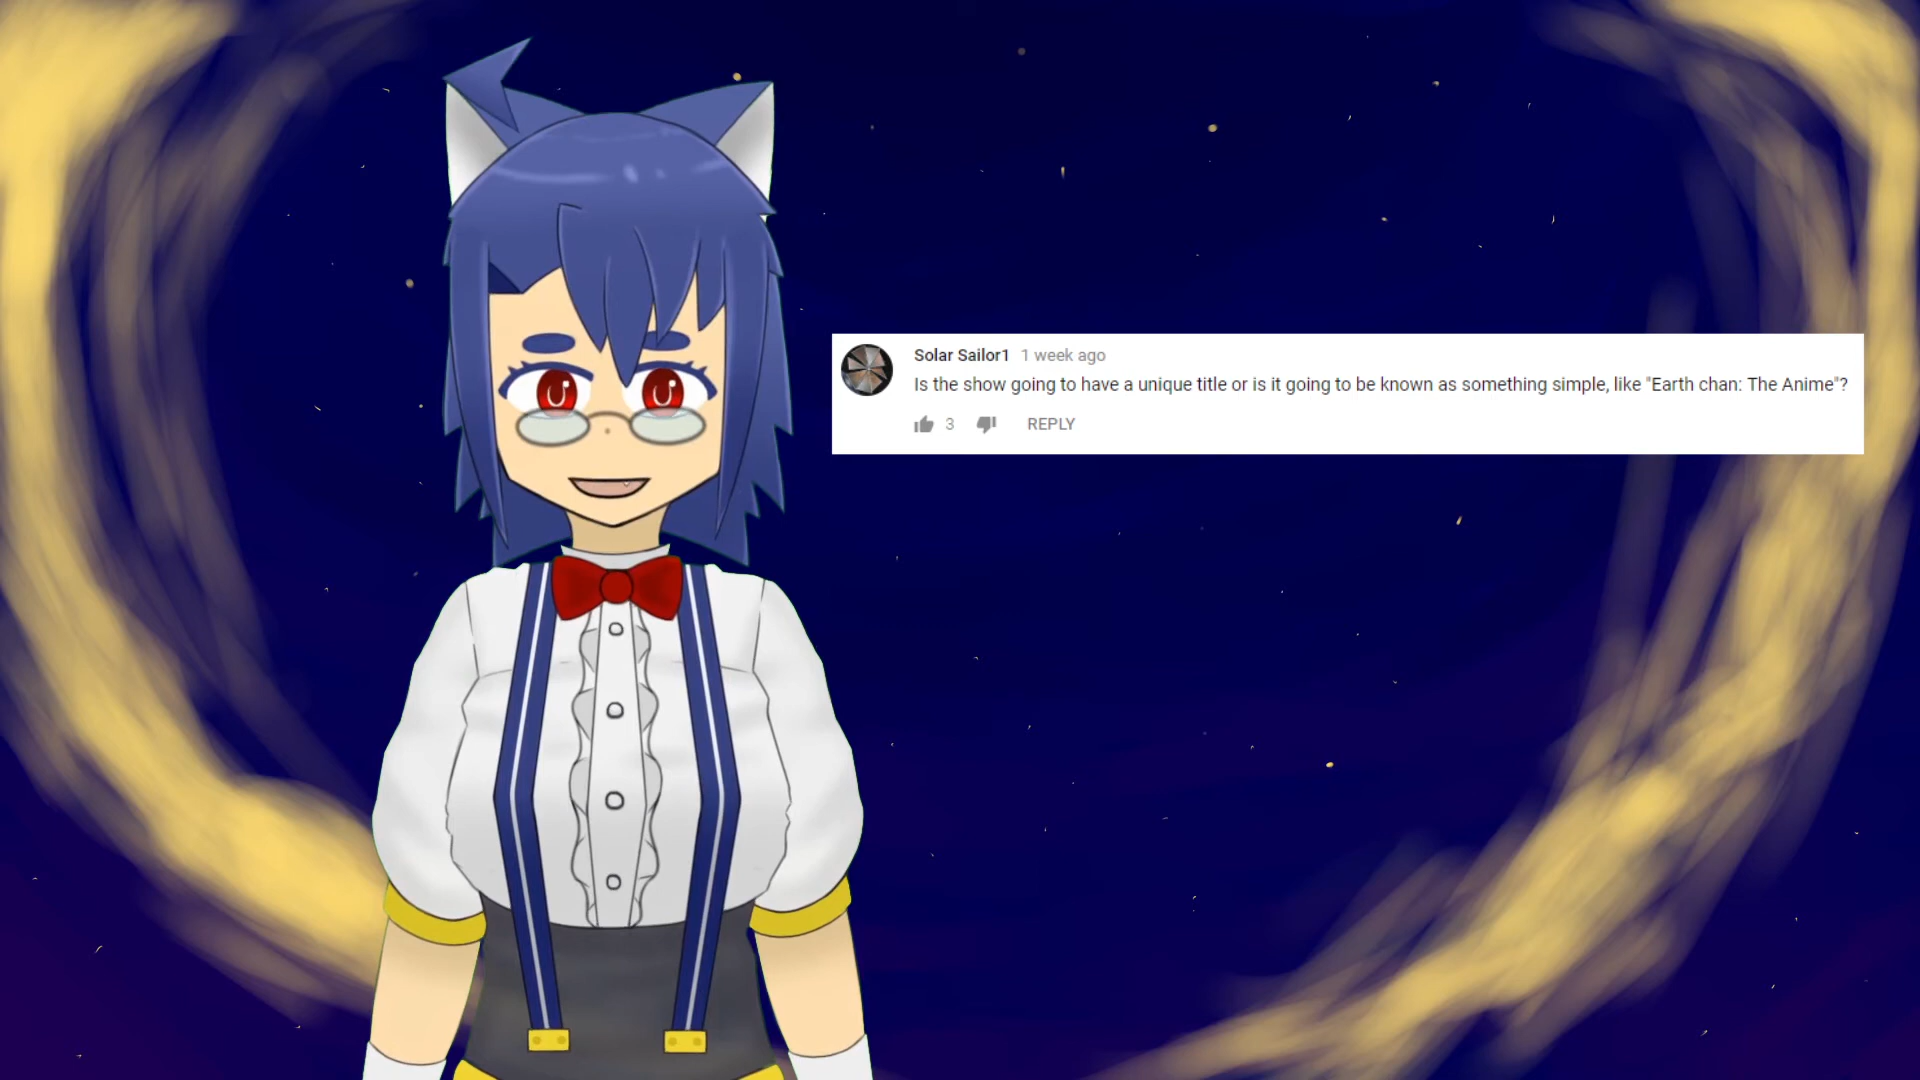 Solar Sailor1 1 week ago
Is the show going to have a unique title or is it going to be known as something simple, like "Earth chan: The Anime"?
3 REPLY